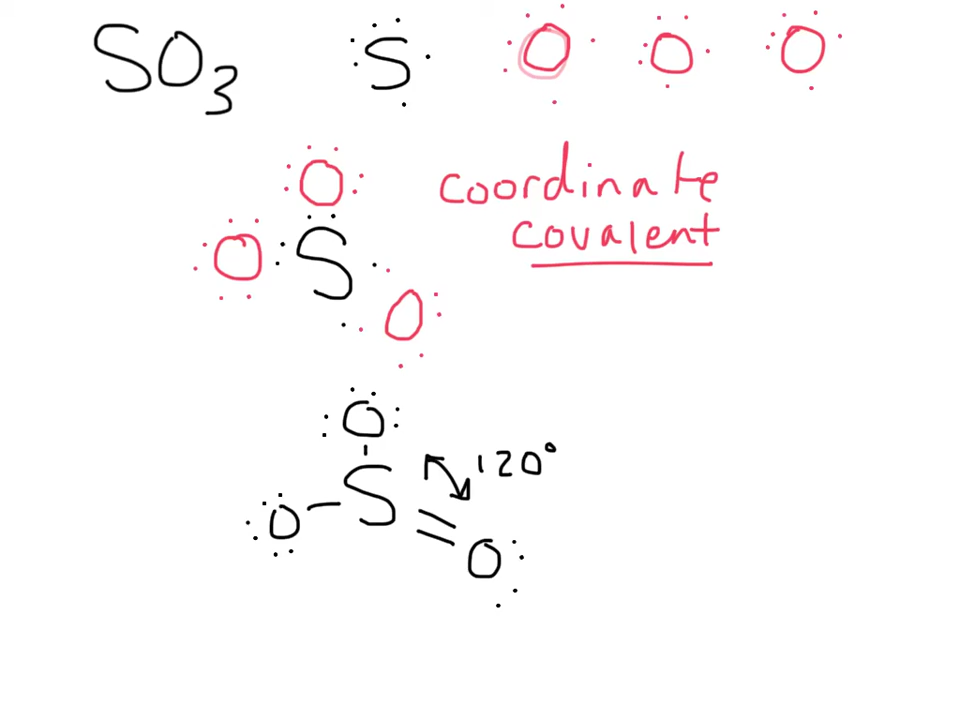 SO3 S O O O
O coordinate
O S covalent
O
O
S 120°
O
O